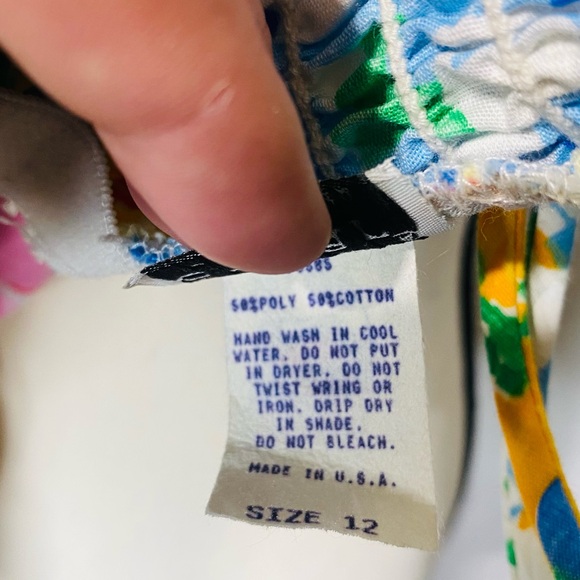 50%POLY 50%COTTON
HAND WASH IN COOL
WATER. DO NOT PUT
IN DRYER. DO NOT
TWIST WRING OR
IRON. DRIP DRY
IN SHADE.
DO NOT BLEACH.
MADE IN U.S.A.
SIZE 12